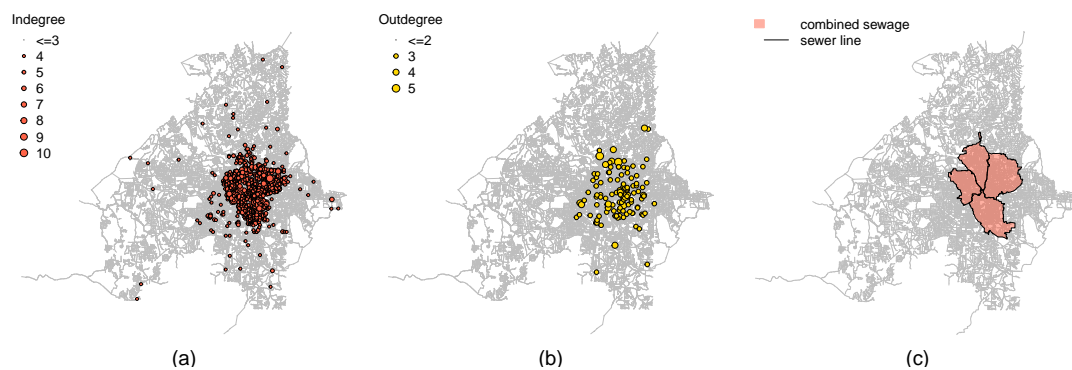 Indegree
<=3
4
5
6
7
8
9
10
(a)
Outdegree
<=2
3
4
5
(b)
combined sewage
sewer line
(c)